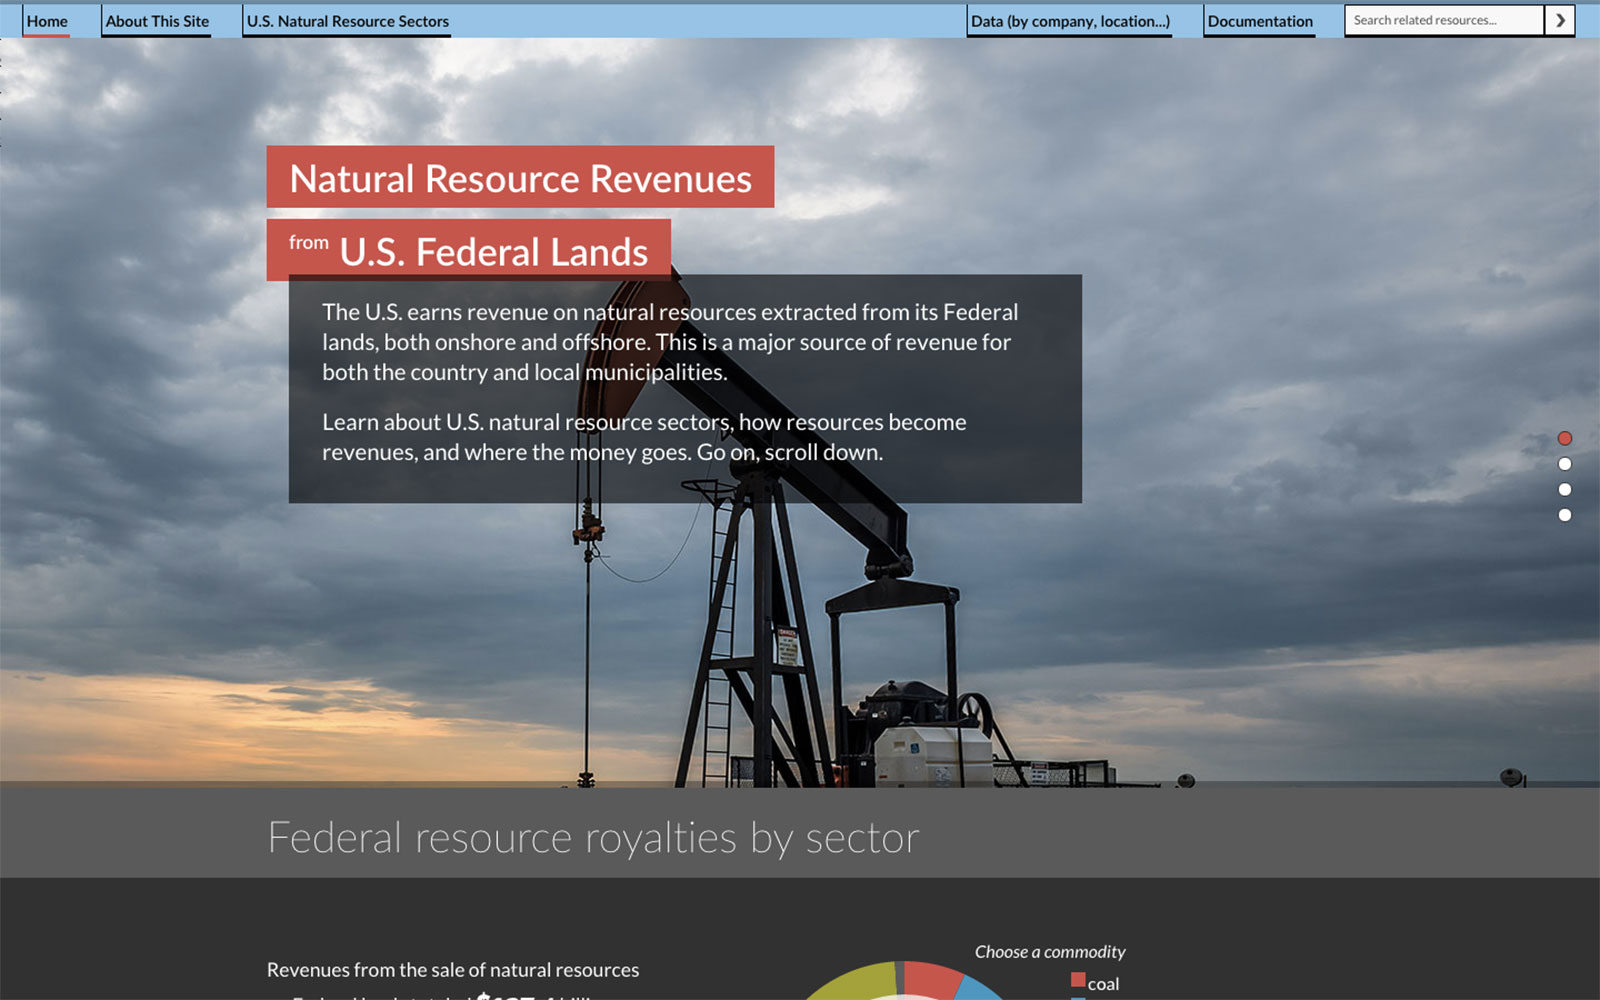 Home
About This Site
U.S. Natural Resource Sectors
Data (by company, location...)
Documentation
Search related resources...
Natural Resource Revenues
from U.S. Federal Lands
The U.S. earns revenue on natural resources extracted from its Federal
lands, both onshore and offshore. This is a major source of revenue for
both the country and local municipalities.
Learn about U.S. natural resource sectors, how resources become
revenues, and where the money goes. Go on, scroll down.
DANGER
Federal resource royalties by sector
Choose a commodity
coal
Revenues from the sale of natural resources